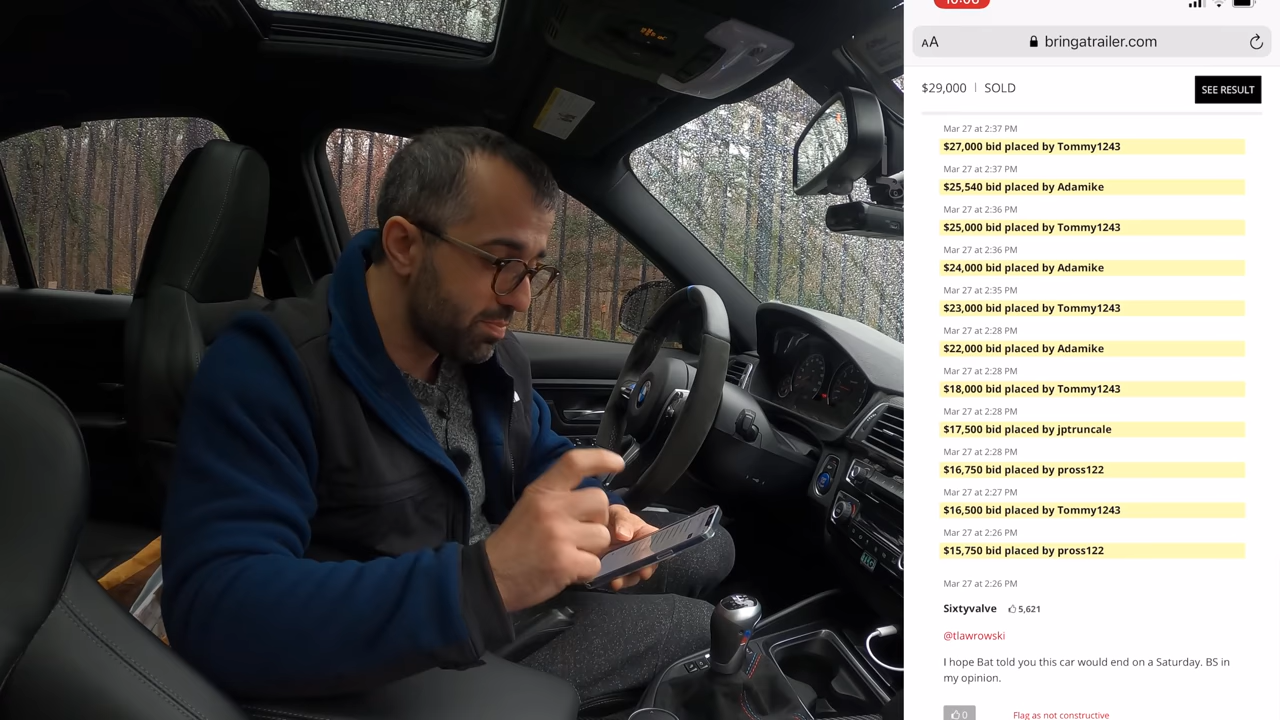 AA bringatrailer.com
$29,000 | SOLD
SEE RESULT
Mar 27 at 2:37 PM
$27,000 bid placed by Tommy1243
Mar 27 at 2:37 PM
$25,540 bid placed by Adamike
Mar 27 at 2:36 PM
$25,000 bid placed by Tommy1243
Mar 27 at 2:36 PM
$24,000 bid placed by Adamike
Mar 27 at 2:35 PM
$23,000 bid placed by Tommy1243
Mar 27 at 2:28 PM
$22,000 bid placed by Adamike
Mar 27 at 2:28 PM
$18,000 bid placed by Tommy1243
Mar 27 at 2:28 PM
$17,500 bid placed by jptruncale
Mar 27 at 2:28 PM
$16,750 bid placed by pross122
Mar 27 at 2:27 PM
$16,500 bid placed by Tommy1243
Mar 27 at 2:26 PM
$15,750 bid placed by pross122
Mar 27 at 2:26 PM
Sixtyvalve 5,621
@tlawrowski
I hope Bat told you this car would end on a Saturday. BS in
my opinion.
0 Flag as not constructive